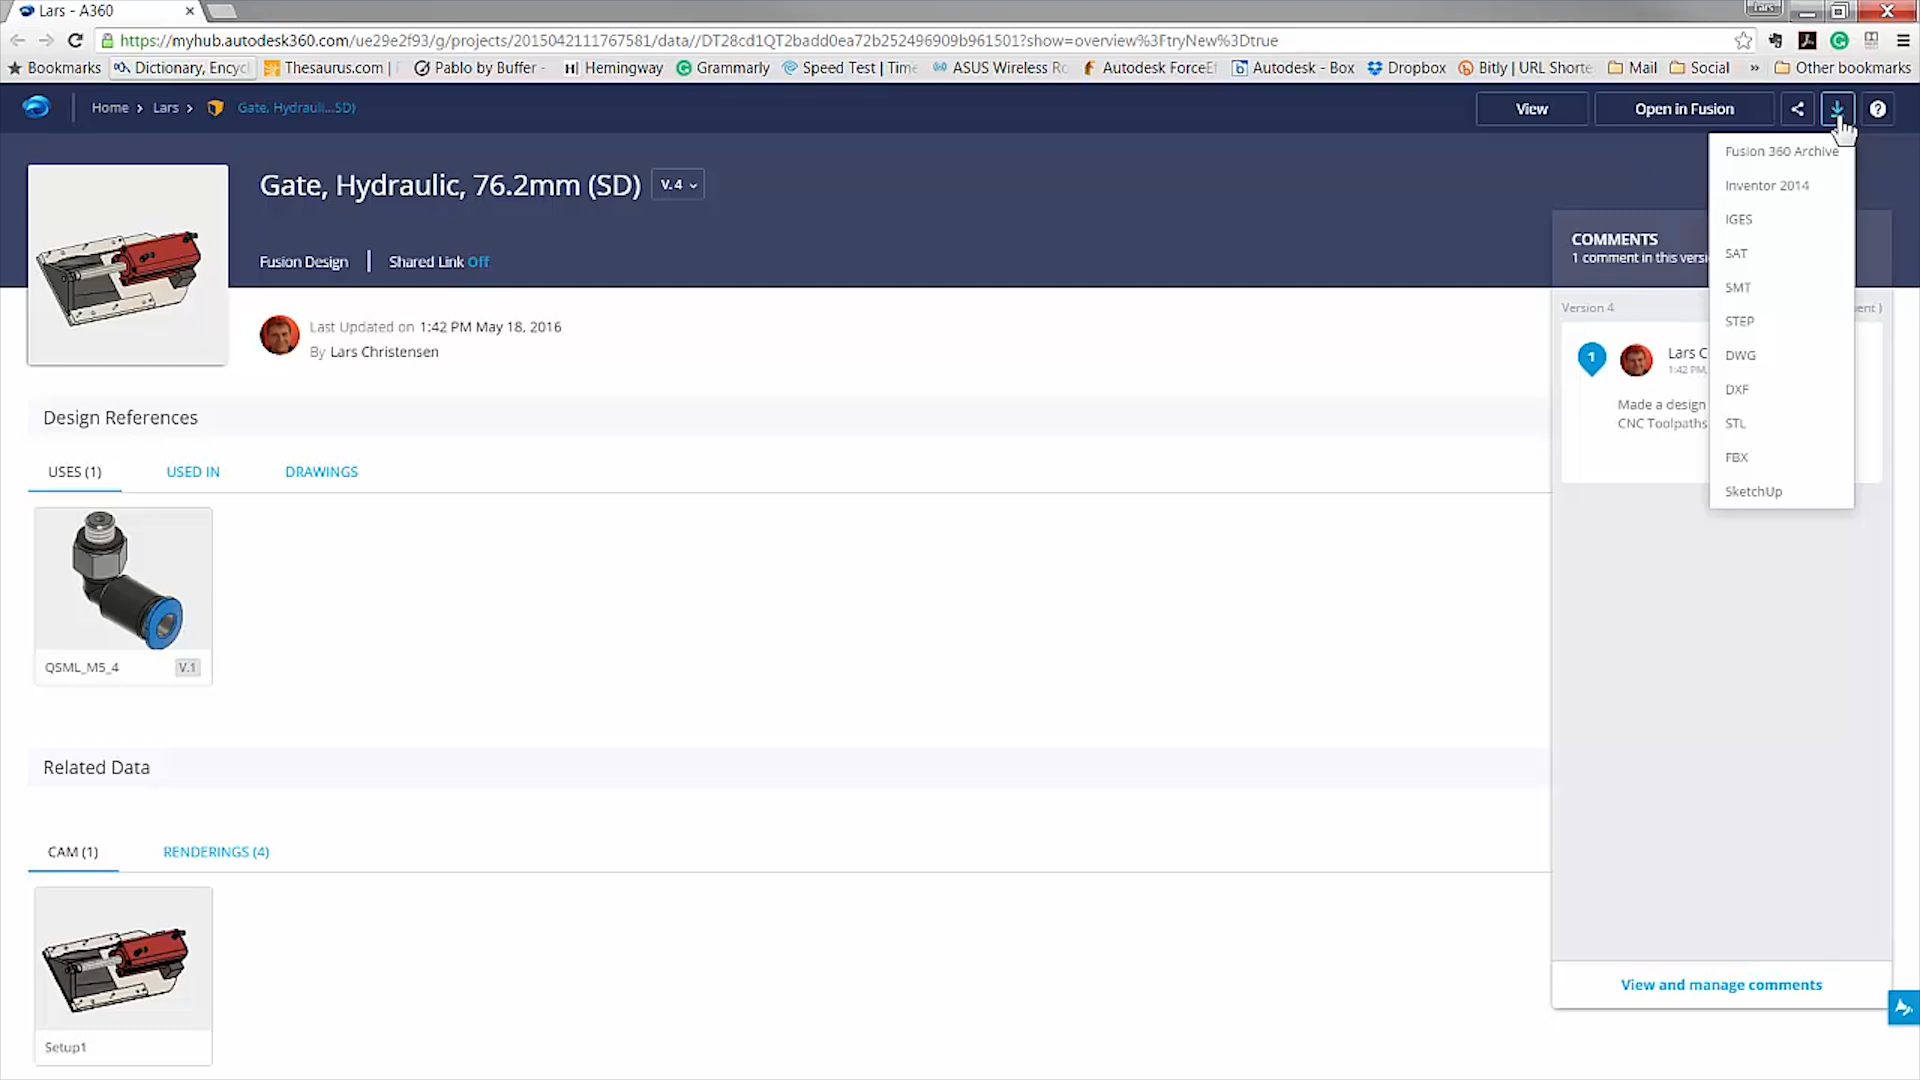 Lars - A360
Lars
https://myhub.autodesk360.com/ue29e2f93/g/projects/2015042111767581/data//DT28cd1QT2badd0ea72b252496909b961501?show=overview%3FtryNew%3Dtrue
Bookmarks
Dictionary, Encycl
Thesaurus.com |
Pablo by Buffer -
H| Hemingway
Grammarly
Speed Test | Time
ASUS Wireless Ro
Autodesk ForceEf
Autodesk - Box
Dropbox
Bitly | URL Shorte
Mail
Social
»
Other bookmarks
Home > Lars > Gate, Hydrauli...SD)
View
Open in Fusion
Gate, Hydraulic, 76.2mm (SD)
V.4
Fusion Design | Shared Link Off
Last Updated on 1:42 PM May 18, 2016
By Lars Christensen
Fusion 360 Archive
Inventor 2014
IGES
SAT
SMT
STEP
DWG
DXF
STL
FBX
SketchUp
COMMENTS
1 comment in this versi
Version 4
ent )
1
Lars C
1:42 PM,
Made a design
CNC Toolpaths
Design References
USES (1)
USED IN
DRAWINGS
QSML_M5_4
V.1
Related Data
CAM (1)
RENDERINGS (4)
Setup1
View and manage comments